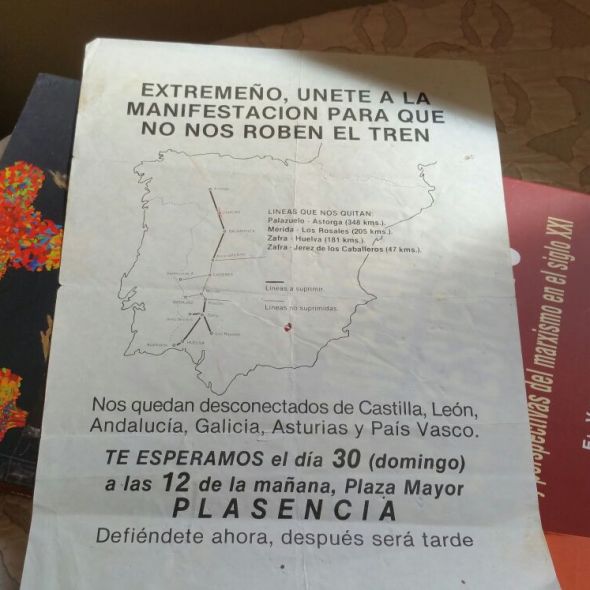 EXTREMEÑO, UNETE A LA
MANIFESTACION PARA QUE
NO NOS ROBEN EL TREN
LINEAS QUE NOS QUITAN:
Palazuelo - Astorga (348 kms.).
Merida - Los Rosales (205 kms.).
Zafra - Huelva (181 kms.).
Zafra - Jerez de los Caballeros (47 kms.).
Líneas a suprimir.
Líneas no suprimidas.
CACERES
HUELVA
Nos quedan desconectados de Castilla, León,
Andalucía, Galicia, Asturias y País Vasco.
TE ESPERAMOS el día 30 (domingo)
a las 12 de la mañana, Plaza Mayor
PLASENCIA
Defiéndete ahora, después será tarde
y perspectivas del marxismo en el siglo XXI